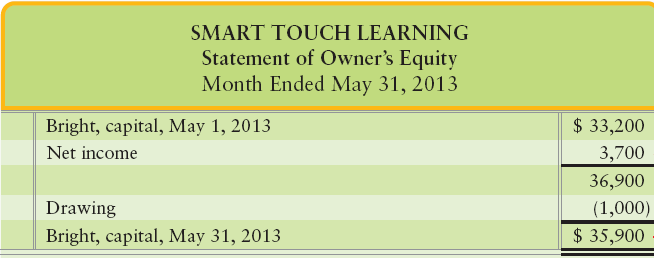 SMART TOUCH LEARNING
Statement of Owner’s Equity
Month Ended May 31, 2013
Bright, capital, May 1, 2013 $ 33,200
Net income 3,700
36,900
Drawing (1,000)
Bright, capital, May 31, 2013 $ 35,900